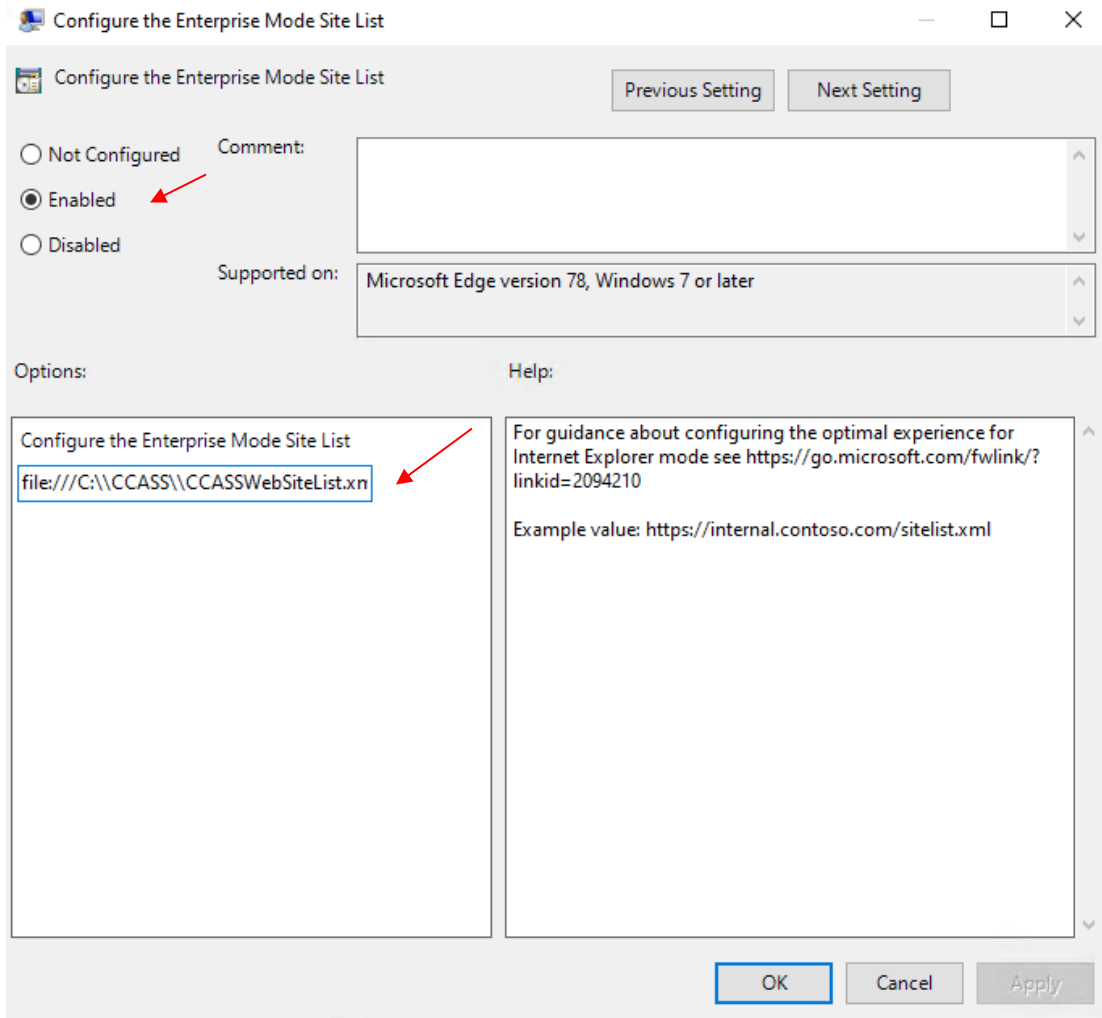 Configure the Enterprise Mode Site List
Configure the Enterprise Mode Site List
Previous Setting
Next Setting
Not Configured
Comment:
Enabled
Disabled
Supported on:
Microsoft Edge version 78, Windows 7 or later
Options:
Help:
Configure the Enterprise Mode Site List
file:///C:\\CCASS\\CCASSWebSiteList.xm
For guidance about configuring the optimal experience for
Internet Explorer mode see https://go.microsoft.com/fwlink/?
linkid=2094210
Example value: https://internal.contoso.com/sitelist.xml
OK
Cancel
Apply